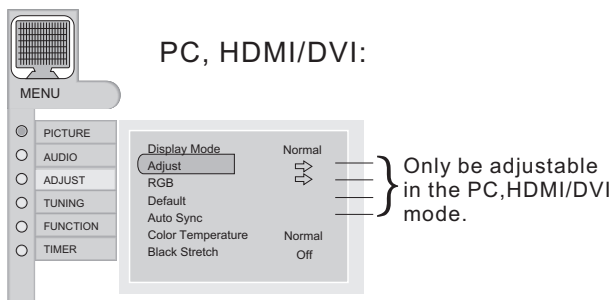 PC, HDMI/DVI:
MENU
PICTURE
AUDIO
ADJUST
TUNING
FUNCTION
TIMER
Display Mode Normal
Adjust
RGB
Default
Auto Sync
Color Temperature Normal
Black Stretch Off
Only be adjustable
in the PC,HDMI/DVI
mode.